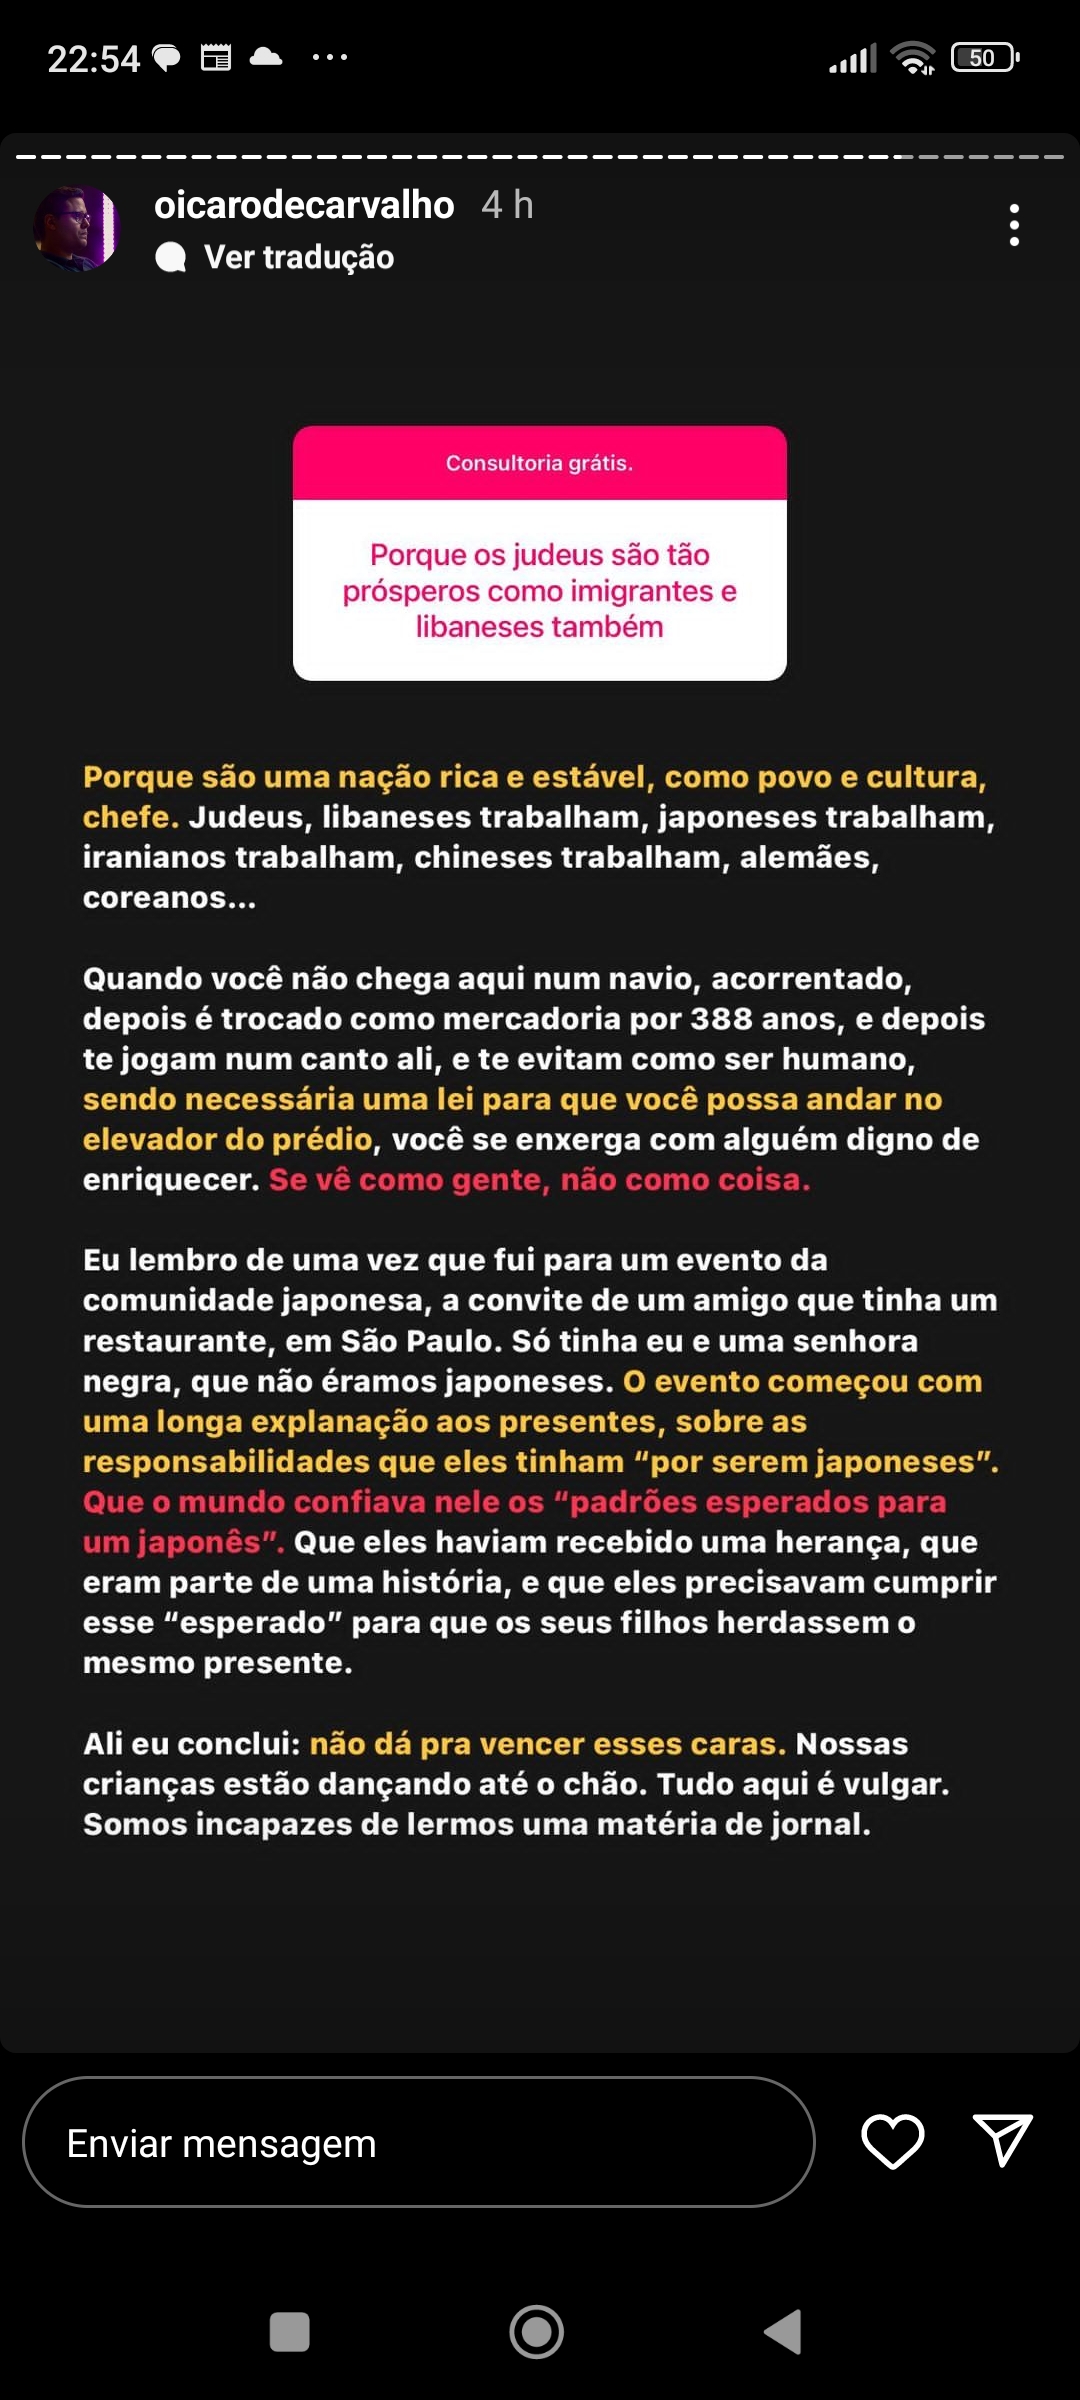 22:54
50
oicarodecarvalho 4 h
Ver tradução
Consultoria grátis.
Porque os judeus são tão
prósperos como imigrantes e
libaneses também
Porque são uma nação rica e estável, como povo e cultura,
chefe. Judeus, libaneses trabalham, japoneses trabalham,
iranianos trabalham, chineses trabalham, alemães,
coreanos...
Quando você não chega aqui num navio, acorrentado,
depois é trocado como mercadoria por 388 anos, e depois
te jogam num canto ali, e te evitam como ser humano,
sendo necessária uma lei para que você possa andar no
elevador do prédio, você se enxerga com alguém digno de
enriquecer. Se vê como gente, não como coisa.
Eu lembro de uma vez que fui para um evento da
comunidade japonesa, a convite de um amigo que tinha um
restaurante, em São Paulo. Só tinha eu e uma senhora
negra, que não éramos japoneses. O evento começou com
uma longa explanação aos presentes, sobre as
responsabilidades que eles tinham “por serem japoneses”.
Que o mundo confiava nele os “padrões esperados para
um japonês”. Que eles haviam recebido uma herança, que
eram parte de uma história, e que eles precisavam cumprir
esse “esperado” para que os seus filhos herdassem o
mesmo presente.
Ali eu conclui: não dá pra vencer esses caras. Nossas
crianças estão dançando até o chão. Tudo aqui é vulgar.
Somos incapazes de lermos uma matéria de jornal.
Enviar mensagem